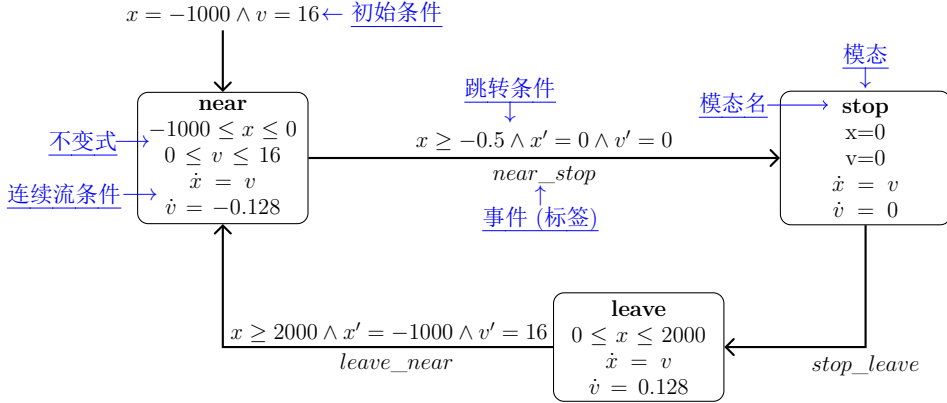 x = −1000 ∧ v = 16 ← 初始条件
跳转条件
模态
模态名
near
−1000 ≤ x ≤ 0
0 ≤ v ≤ 16
ẋ = v
v̇ = −0.128
不变式
连续流条件
x ≥ −0.5 ∧ x′ = 0 ∧ v′ = 0
near_stop
事件 (标签)
stop
x=0
v=0
ẋ = v
v̇ = 0
leave
0 ≤ x ≤ 2000
ẋ = v
v̇ = 0.128
x ≥ 2000 ∧ x′ = −1000 ∧ v′ = 16
leave_near
stop_leave